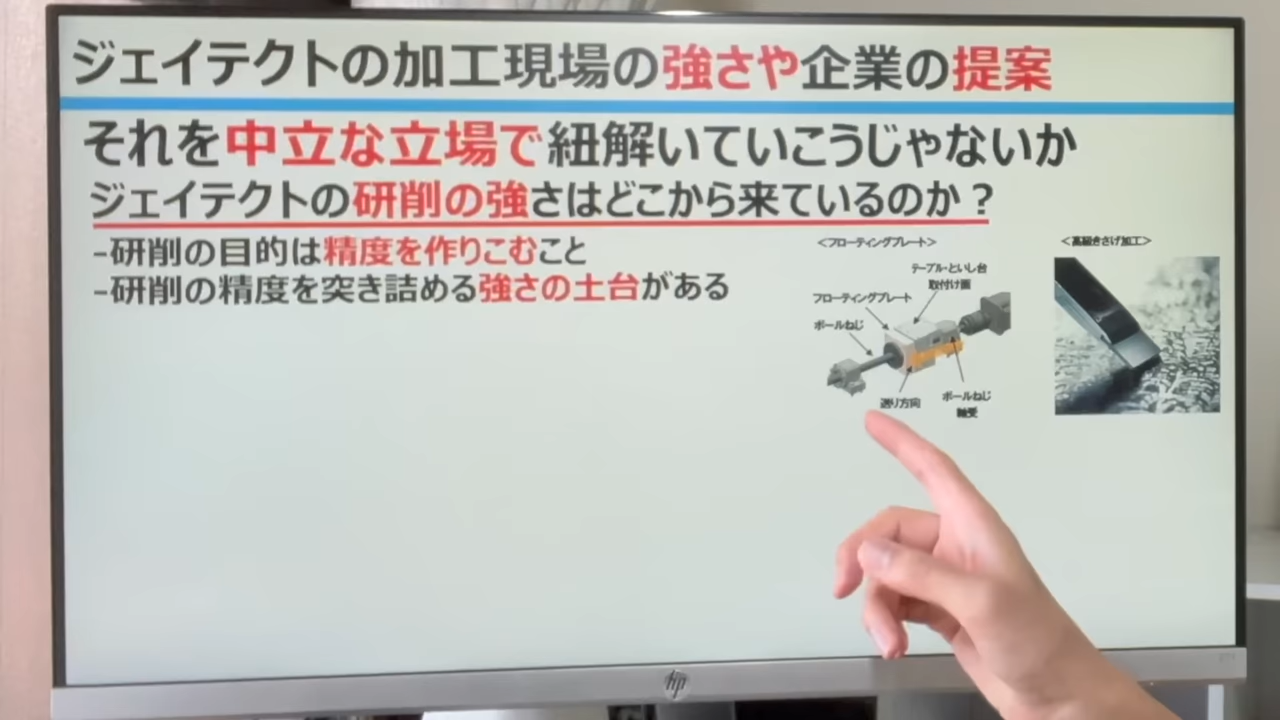 ジェイテクトの加工現場の強さや企業の提案
それを中立な立場で紐解いていこうじゃないか
ジェイテクトの研削の強さはどこから来ているのか？
-研削の目的は精度を作りこむこと
-研削の精度を突き詰める強さの土台がある
<フローティングプレート>
テーブル・といし台
取付け面
フローティングプレート
ボールねじ
送り方向
ボールねじ
軸受
<高級きさげ加工>
hp